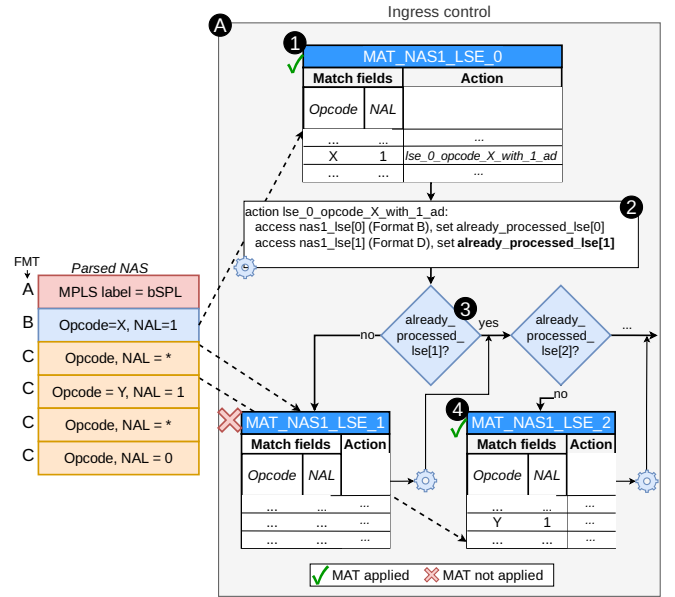 Ingress control
A
1
MAT_NAS1_LSE_0
Match fields
Action
Opcode
NAL
... ... ...
X 1 lse_0_opcode_X_with_1_ad
... ... ...
2
action lse_0_opcode_X_with_1_ad:
access nas1_lse[0] (Format B), set already_processed_lse[0]
access nas1_lse[1] (Format D), set already_processed_lse[1]
FMT
Parsed NAS
A MPLS label = bSPL
B Opcode=X, NAL=1
C Opcode, NAL = *
C Opcode = Y, NAL = 1
C Opcode, NAL = *
C Opcode, NAL = 0
3
already_
processed_
lse[1]?
no
yes
already_
processed_
lse[2]?
...
no
MAT_NAS1_LSE_1
Match fields
Action
Opcode
NAL
... ... ...
... ... ...
... ... ...
4
MAT_NAS1_LSE_2
Match fields
Action
Opcode
NAL
... ... ...
Y 1 ...
... ... ...
MAT applied
MAT not applied